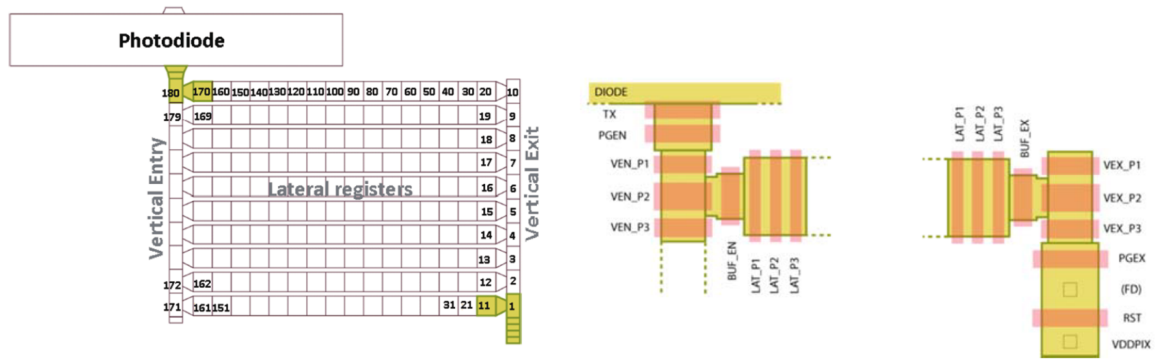 Photodiode
180 170 160 150 140 130 120 110 100 90 80 70 60 50 40 30 20 10
179 169 19 9
18 8
17 7
Lateral registers
16 6
15 5
14 4
13 3
172 162 12 2
171 161 151 31 21 11 1
Vertical Entry
Vertical Exit
DIODE
TX
PGEN
VEN_P1
VEN_P2
VEN_P3
BUF_EN
LAT_P1
LAT_P2
LAT_P3
LAT_P1
LAT_P2
LAT_P3
BUF_EX
VEX_P1
VEX_P2
VEX_P3
PGEX
(FD)
RST
VDDPIX